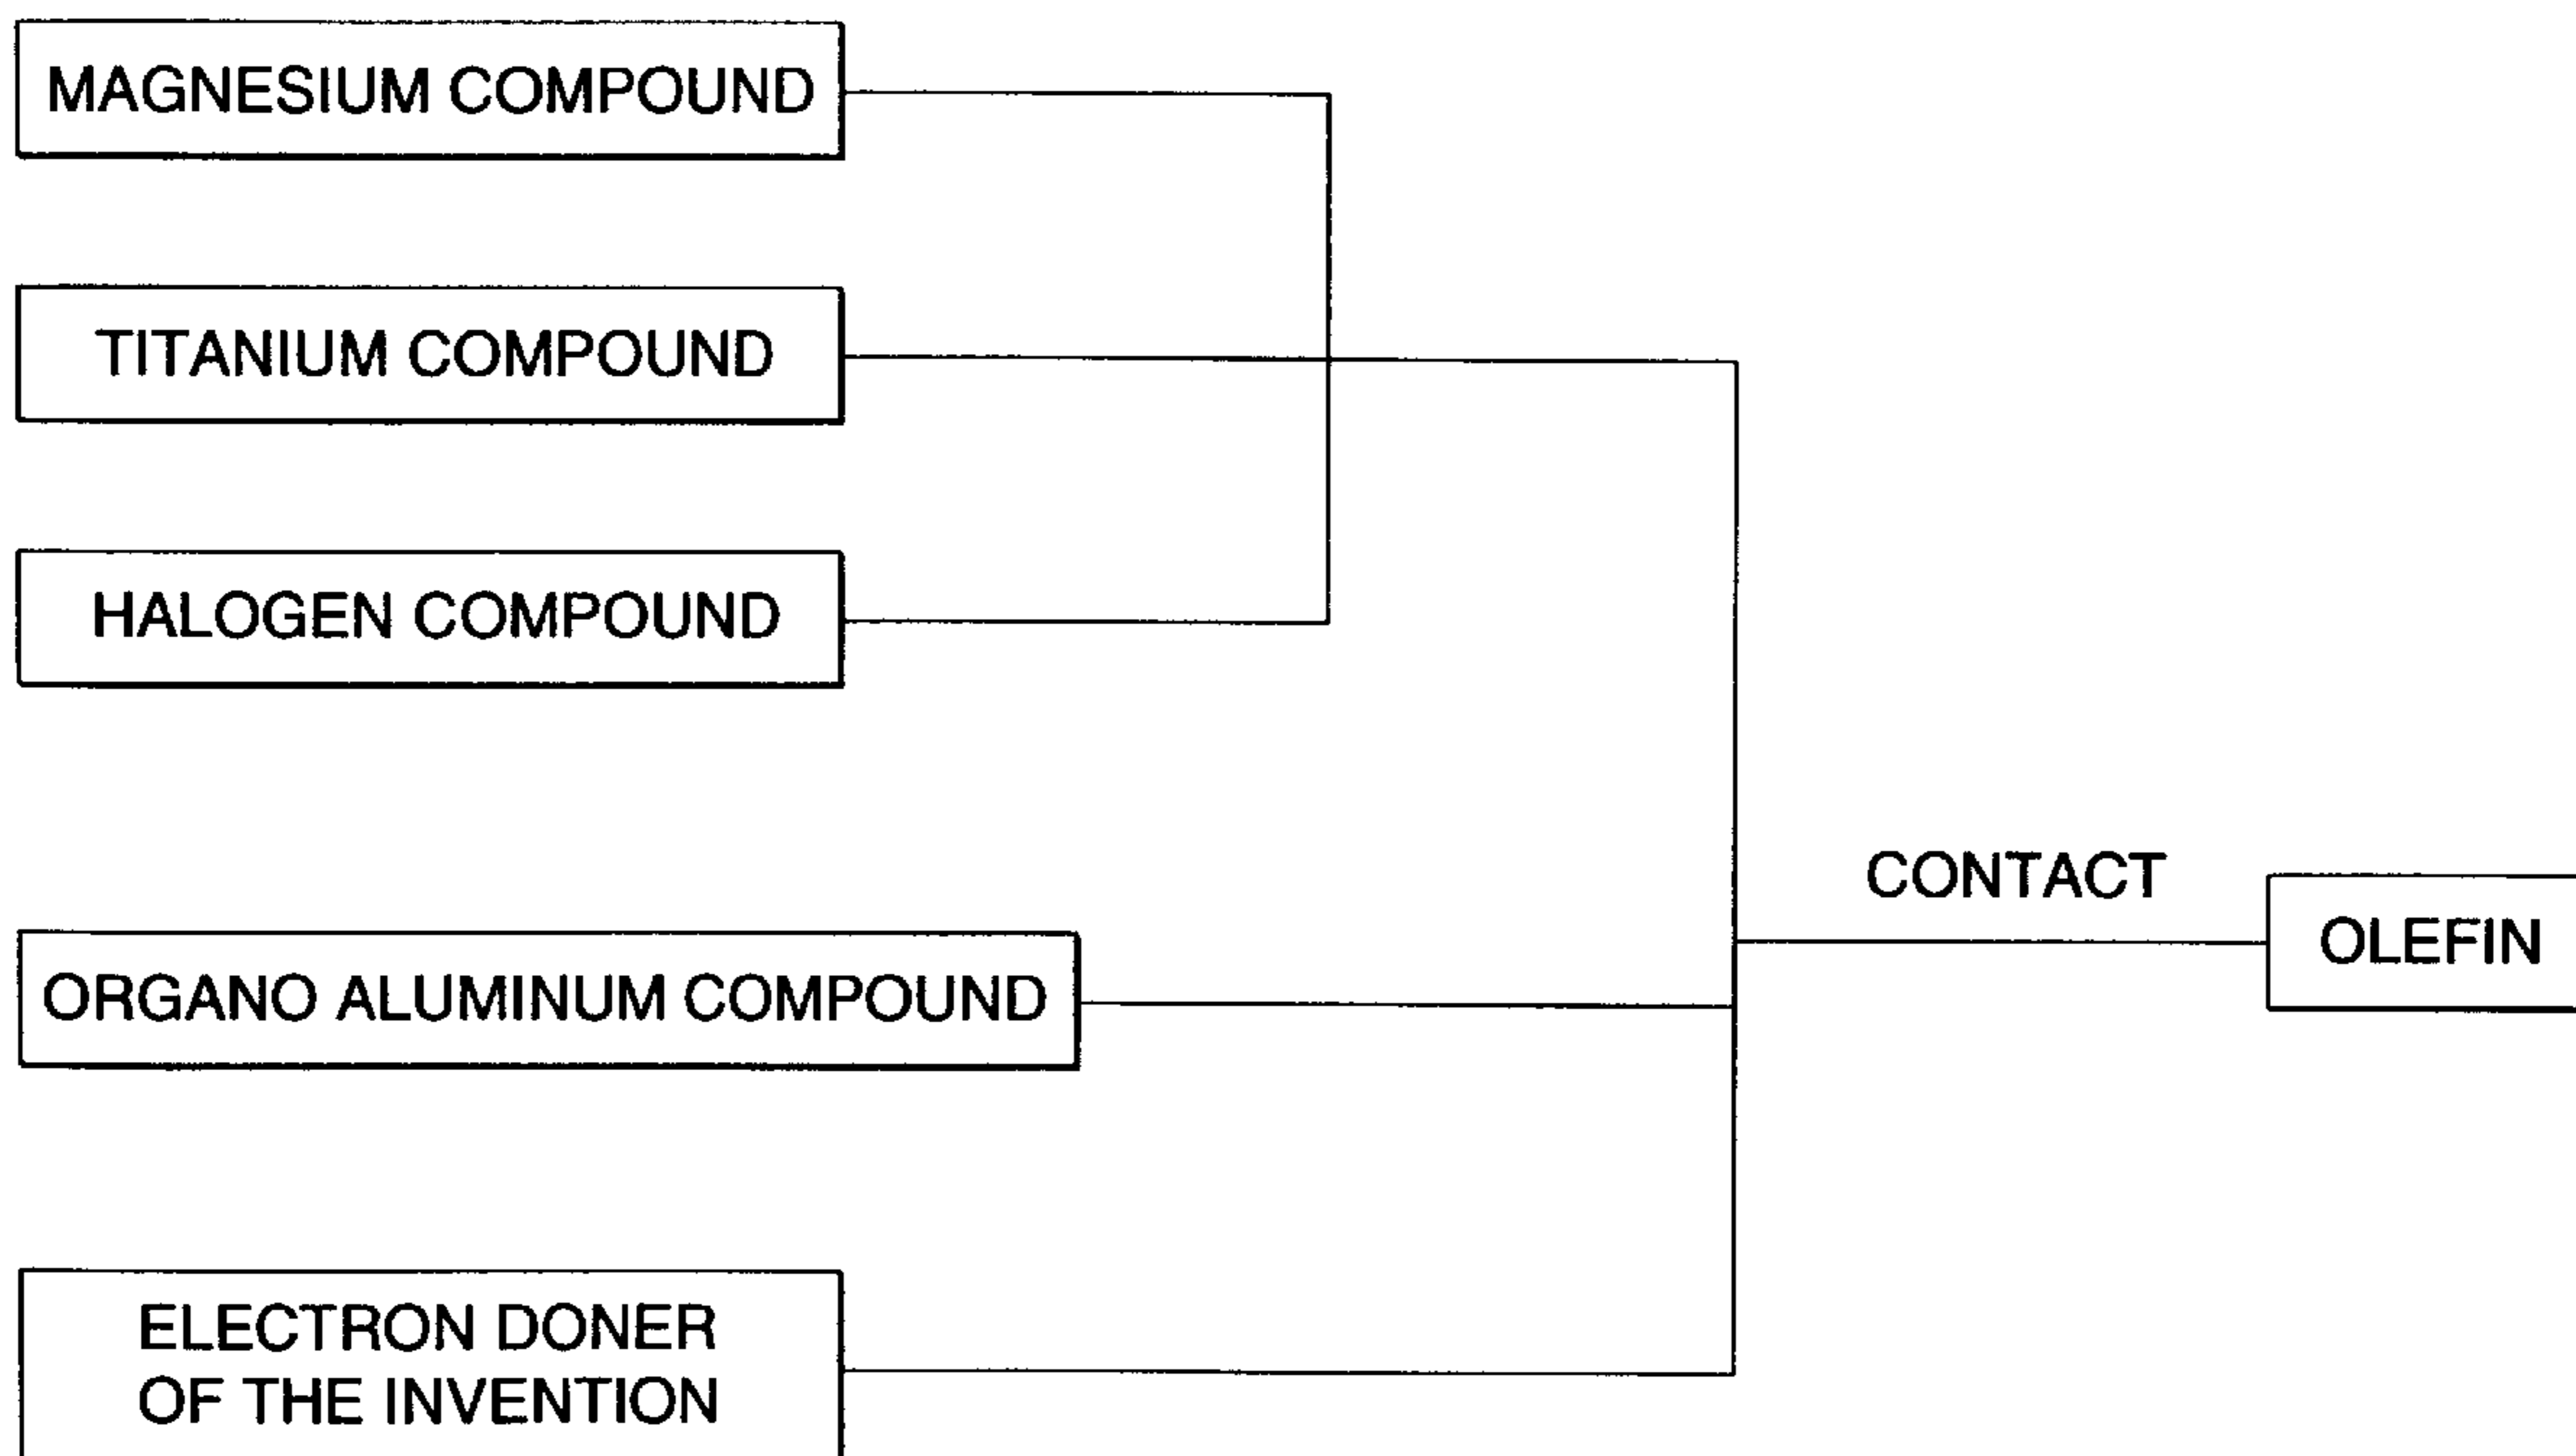 MAGNESIUM COMPOUND
TITANIUM COMPOUND
HALOGEN COMPOUND
CONTACT
OLEFIN
ORGANO ALUMINUM COMPOUND
ELECTRON DONER
OF THE INVENTION